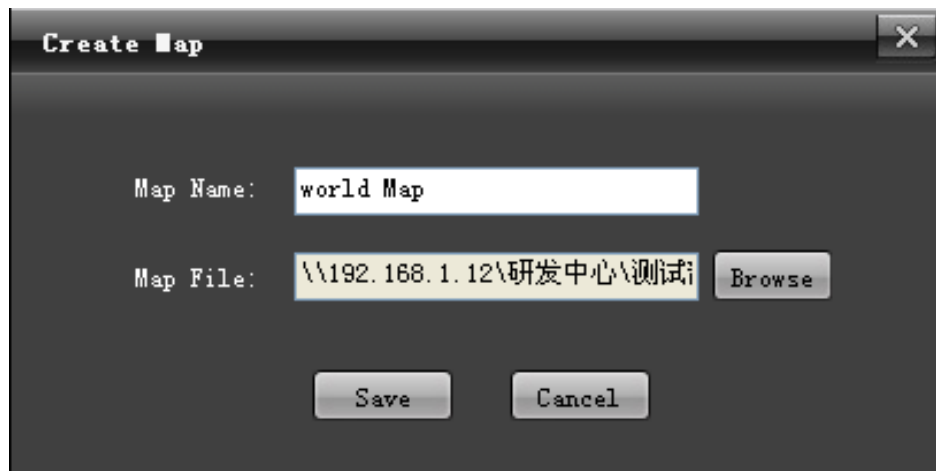 Create Map
Map Name: world Map
Map File: \\192.168.1.12\研发中心\测试 Browse
Save Cancel